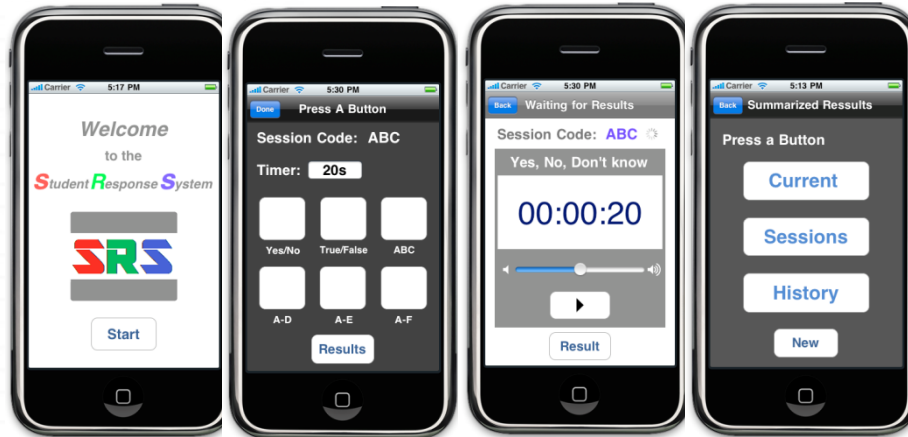 Carrier 5:17 PM
Welcome
to the
Student Response System
SRS
Start
Carrier 5:30 PM
Done Press A Button
Session Code: ABC
Timer: 20s
Yes/No True/False ABC
A-D A-E A-F
Results
Carrier 5:30 PM
Back Waiting for Results
Session Code: ABC
Yes, No, Don't know
00:00:20
Result
Carrier 5:13 PM
Back Summarized Ressults
Press a Button
Current
Sessions
History
New